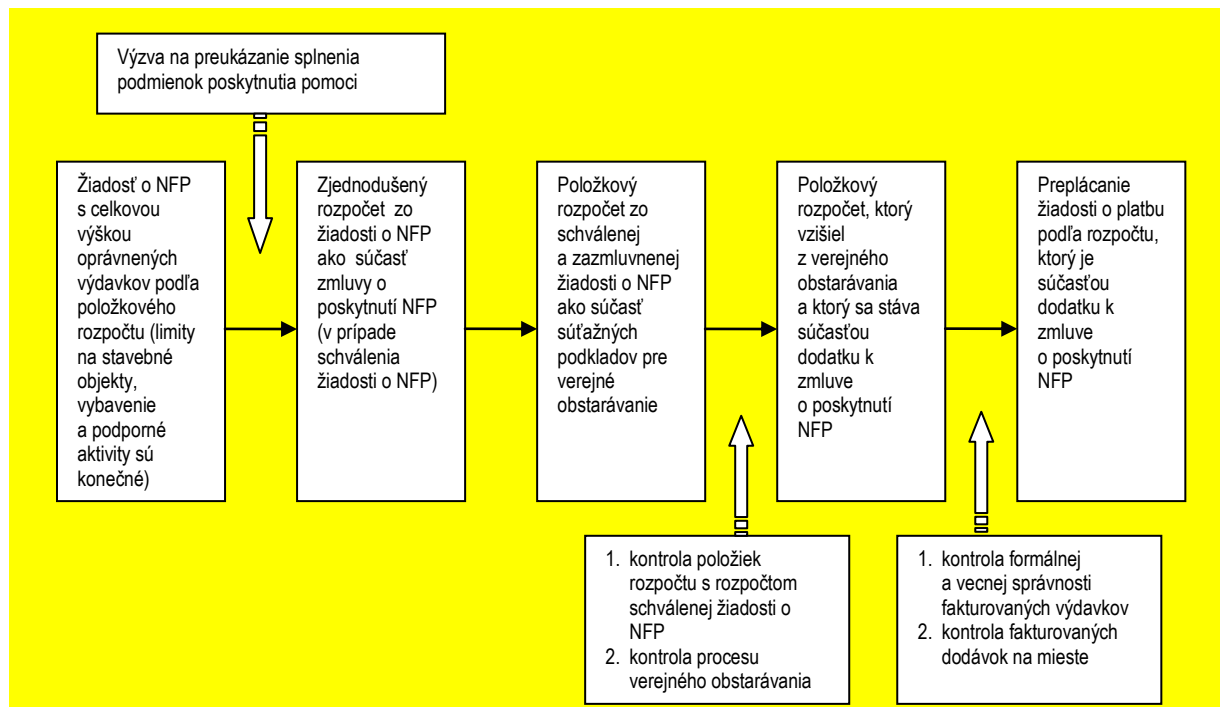 Výzva na preukázanie splnenia
podmienok poskytnutia pomoci
Žiadosť o NFP
s celkovou
výškou
oprávnených
výdavkov podľa
položkového
rozpočtu (limity
na stavebné
objekty,
vybavenie
a podporné
aktivity sú
konečné)
Zjednodušený
rozpočet zo
žiadosti o NFP
ako súčasť
zmluvy o
poskytnutí NFP
(v prípade
schválenia
žiadosti o NFP)
Položkový
rozpočet zo
schválenej
a zazmluvnenej
žiadosti o NFP
ako súčasť
súťažných
podkladov pre
verejné
obstarávanie
Položkový
rozpočet, ktorý
vzišiel
z verejného
obstarávania
a ktorý sa stáva
súčasťou
dodatku k
zmluve
o poskytnutí
NFP
Preplácanie
žiadosti o platbu
podľa rozpočtu,
ktorý je
súčasťou
dodatku k
zmluve
o poskytnutí
NFP
1. kontrola položiek
rozpočtu s rozpočtom
schválenej žiadosti o
NFP
2. kontrola procesu
verejného obstarávania
1. kontrola formálnej
a vecnej správnosti
fakturovaných výdavkov
2. kontrola fakturovaných
dodávok na mieste